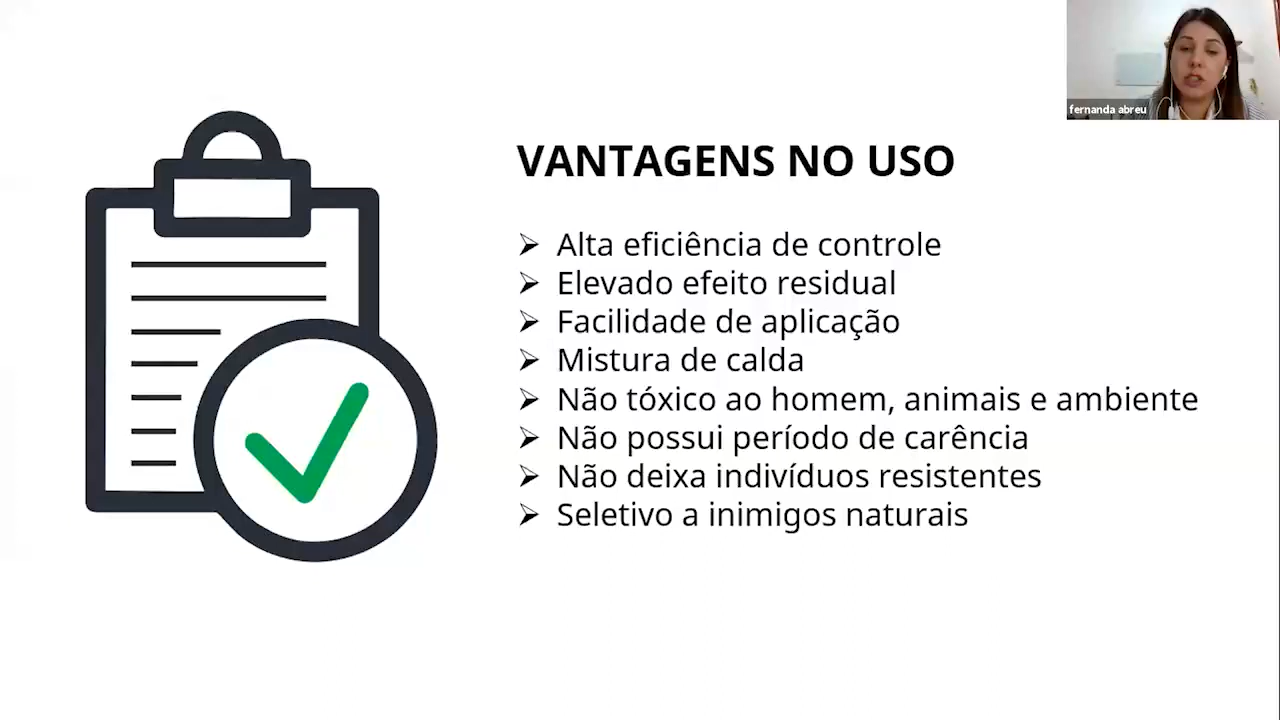 fernanda abreu
VANTAGENS NO USO
Alta eficiência de controle
Elevado efeito residual
Facilidade de aplicação
Mistura de calda
Não tóxico ao homem, animais e ambiente
Não possui período de carência
Não deixa indivíduos resistentes
Seletivo a inimigos naturais